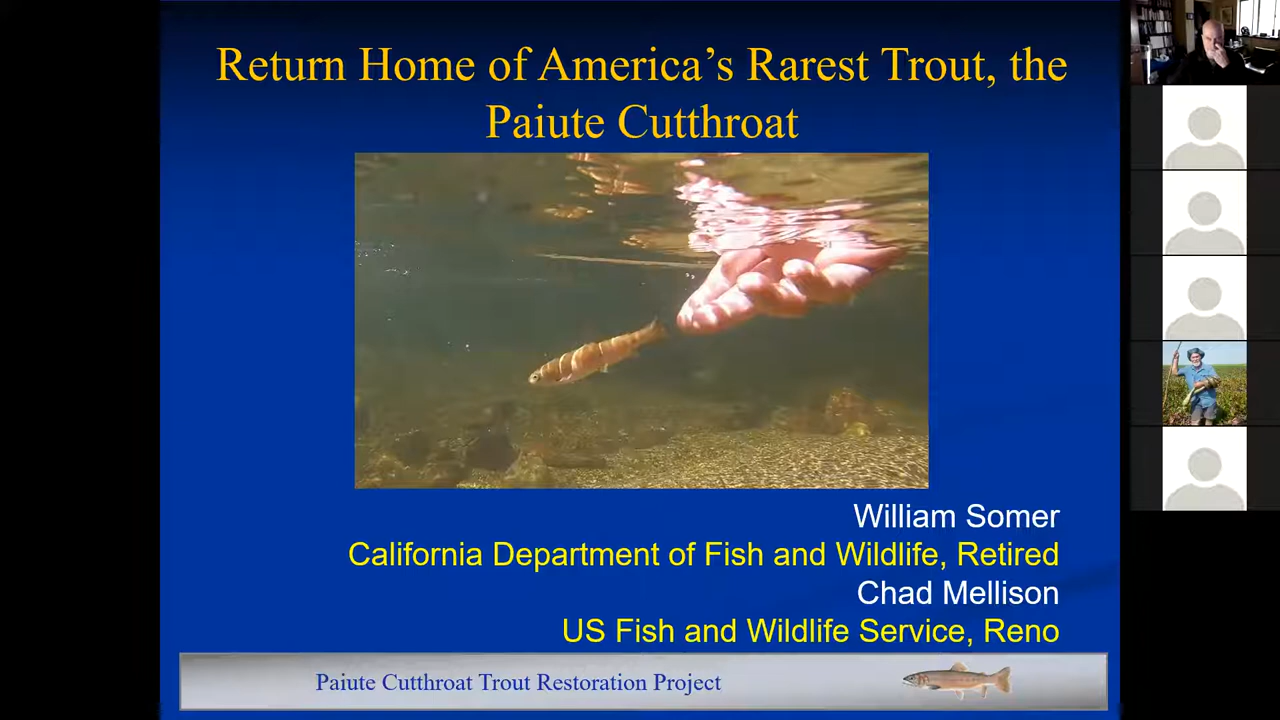 Return Home of America’s Rarest Trout, the
Paiute Cutthroat
William Somer
California Department of Fish and Wildlife, Retired
Chad Mellison
US Fish and Wildlife Service, Reno
Paiute Cutthroat Trout Restoration Project